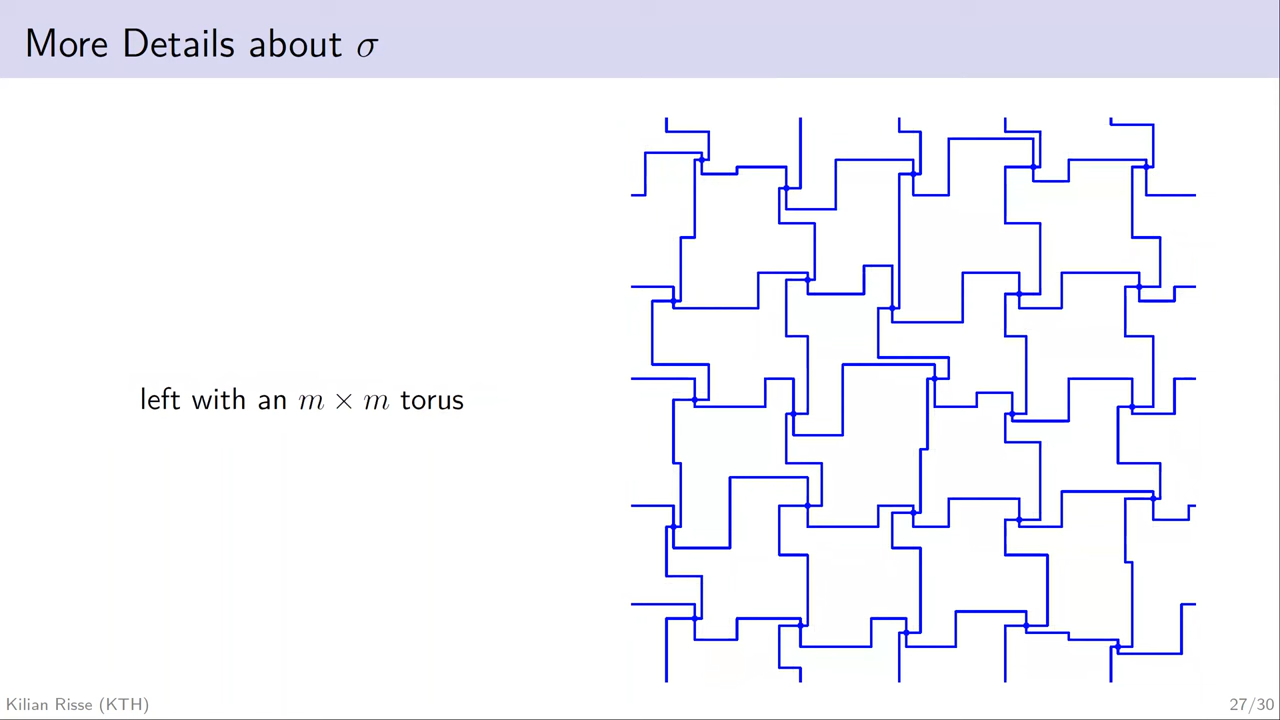 More Details about σ
left with an m × m torus
Kilian Risse (KTH)
27/30